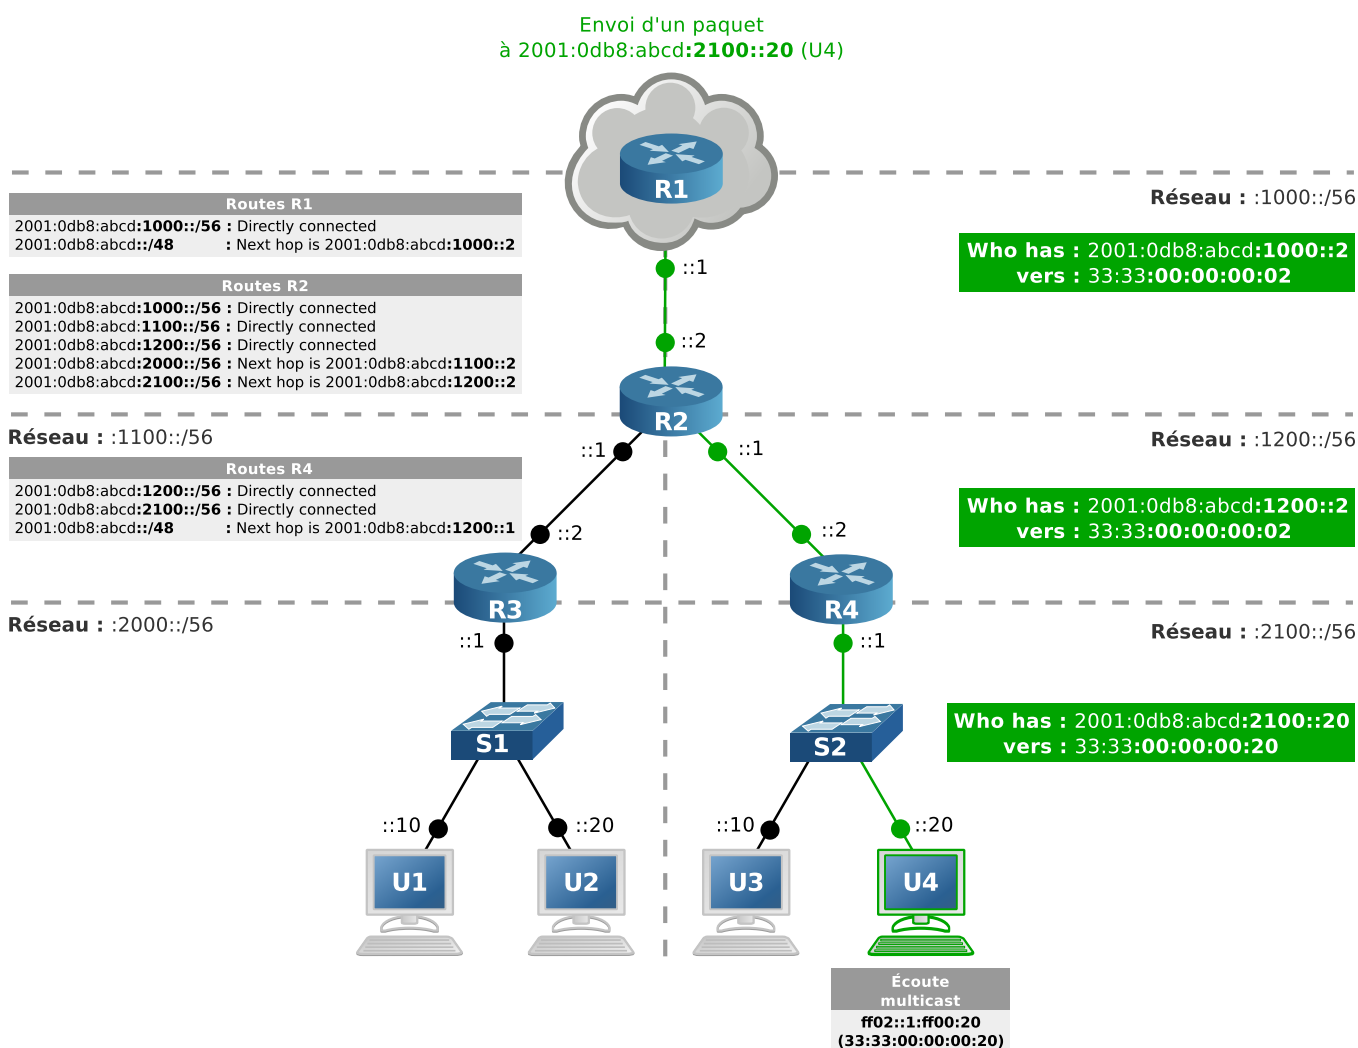 Envoi d'un paquet
à 2001:0db8:abcd:2100::20 (U4)
R1
Réseau : :1000::/56
Routes R1
2001:0db8:abcd:1000::/56 : Directly connected
2001:0db8:abcd::/48 : Next hop is 2001:0db8:abcd:1000::2
Who has : 2001:0db8:abcd:1000::2
vers : 33:33:00:00:00:02
::1
Routes R2
2001:0db8:abcd:1000::/56 : Directly connected
2001:0db8:abcd:1100::/56 : Directly connected
2001:0db8:abcd:1200::/56 : Directly connected
2001:0db8:abcd:2000::/56 : Next hop is 2001:0db8:abcd:1100::2
2001:0db8:abcd:2100::/56 : Next hop is 2001:0db8:abcd:1200::2
::2
R2
Réseau : :1100::/56
Réseau : :1200::/56
::1
::1
Routes R4
2001:0db8:abcd:1200::/56 : Directly connected
2001:0db8:abcd:2100::/56 : Directly connected
2001:0db8:abcd::/48 : Next hop is 2001:0db8:abcd:1200::1
Who has : 2001:0db8:abcd:1200::2
vers : 33:33:00:00:00:02
::2
::2
R3
R4
Réseau : :2000::/56
Réseau : :2100::/56
::1
::1
S1
S2
Who has : 2001:0db8:abcd:2100::20
vers : 33:33:00:00:00:20
::10
::20
::10
::20
U1
U2
U3
U4
Écoute
multicast
ff02::1:ff00:20
(33:33:00:00:00:20)